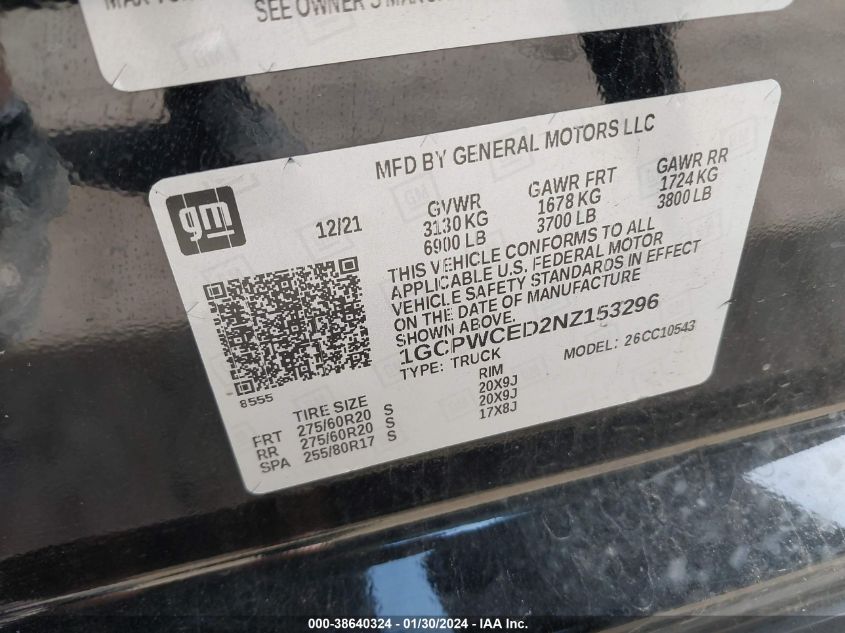 SEE OWNER'S MANUAL
MFD BY GENERAL MOTORS LLC
gm
12/21
GVWR
3130 KG
6900 LB
GAWR FRT
1678 KG
3700 LB
GAWR RR
1724 KG
3800 LB
THIS VEHICLE CONFORMS TO ALL
APPLICABLE U.S. FEDERAL MOTOR
VEHICLE SAFETY STANDARDS IN EFFECT
ON THE DATE OF MANUFACTURE
SHOWN ABOVE.
1GCPWCED2NZ153296
TYPE: TRUCK
MODEL: 26CC10543
8555
TIRE SIZE
RIM
FRT 275/60R20 S 20X9J
RR 275/60R20 S 20X9J
SPA 255/80R17 S 17X8J
000-38640324 - 01/30/2024 - IAA Inc.